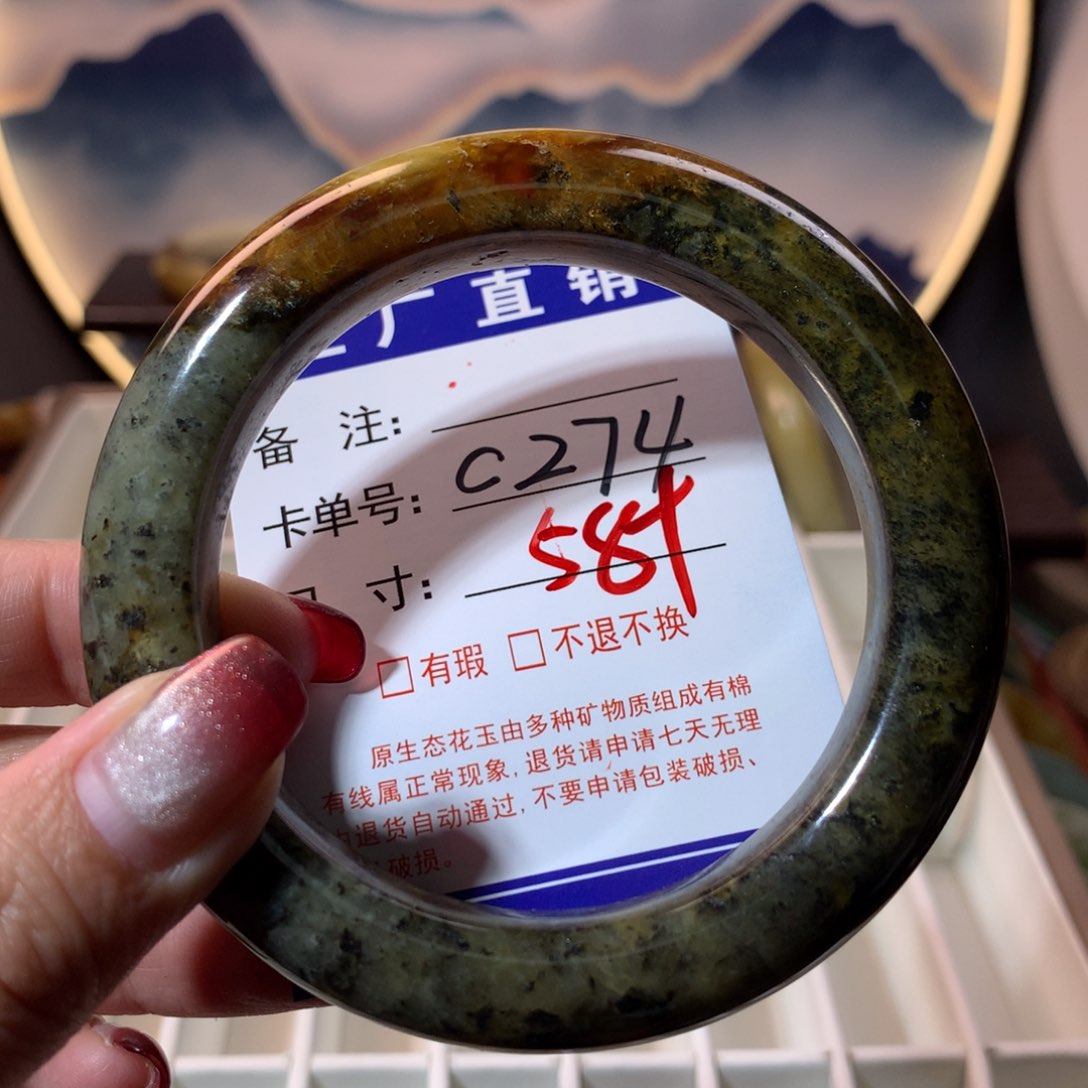 厂直销
备 注:
卡单号: C274
寸: 584
□有瑕 □不退不换
原生态花玉由多种矿物质组成有棉
有线属正常现象,退货请申请七天无理
由退货自动通过,不要申请包装破损、
破损。